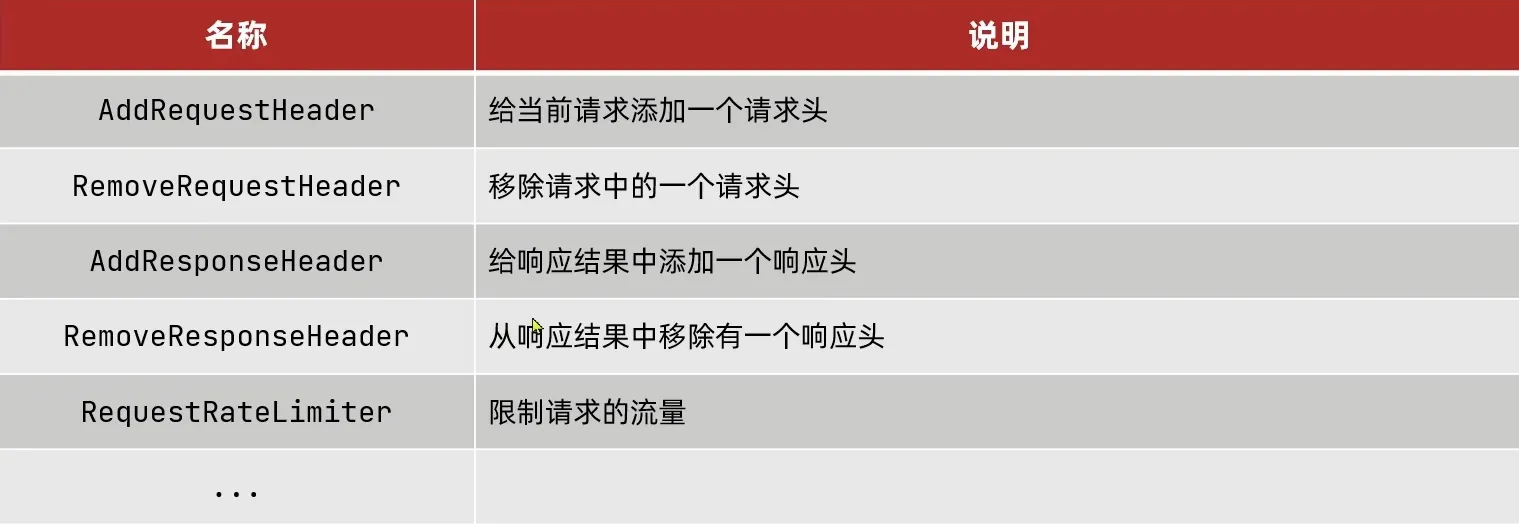 名称 说明
AddRequestHeader 给当前请求添加一个请求头
RemoveRequestHeader 移除请求中的一个请求头
AddResponseHeader 给响应结果中添加一个响应头
RemoveResponseHeader 从响应结果中移除有一个响应头
RequestRateLimiter 限制请求的流量
...